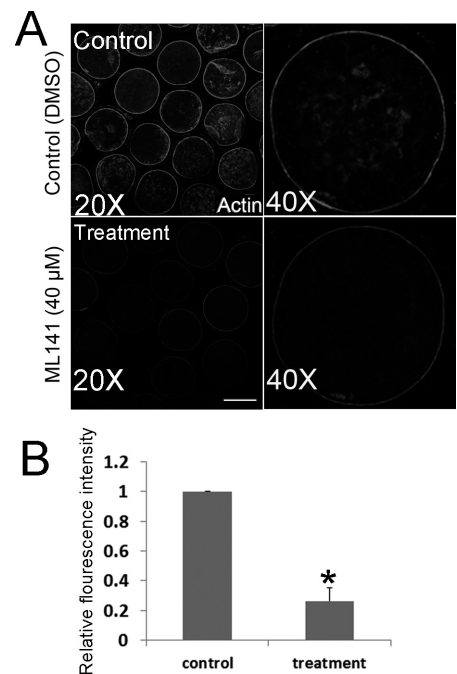 A
Control (DMSO)
Control
20X
Actin
40X
ML141 (40 µM)
Treatment
20X
40X
B
Relative flourescence intensity
1.2
1
0.8
0.6
0.4
0.2
0
*
control
treatment